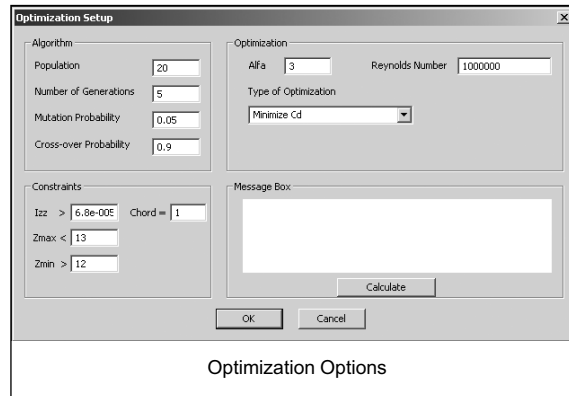 Optimization Setup
Algorithm
Population 20
Number of Generations 5
Mutation Probability 0.05
Cross-over Probability 0.9
Optimization
Alfa 3 Reynolds Number 1000000
Type of Optimization
Minimize Cd
Constraints
Izz > 6.8e-005 Chord = 1
Zmax < 13
Zmin > 12
Message Box
Calculate
OK Cancel
Optimization Options